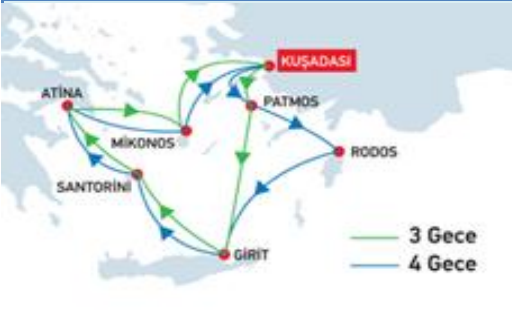 KUŞADASI
ATİNA
PATMOS
MİKONOS
RODOS
SANTORİNİ
GİRİT
3 Gece
4 Gece